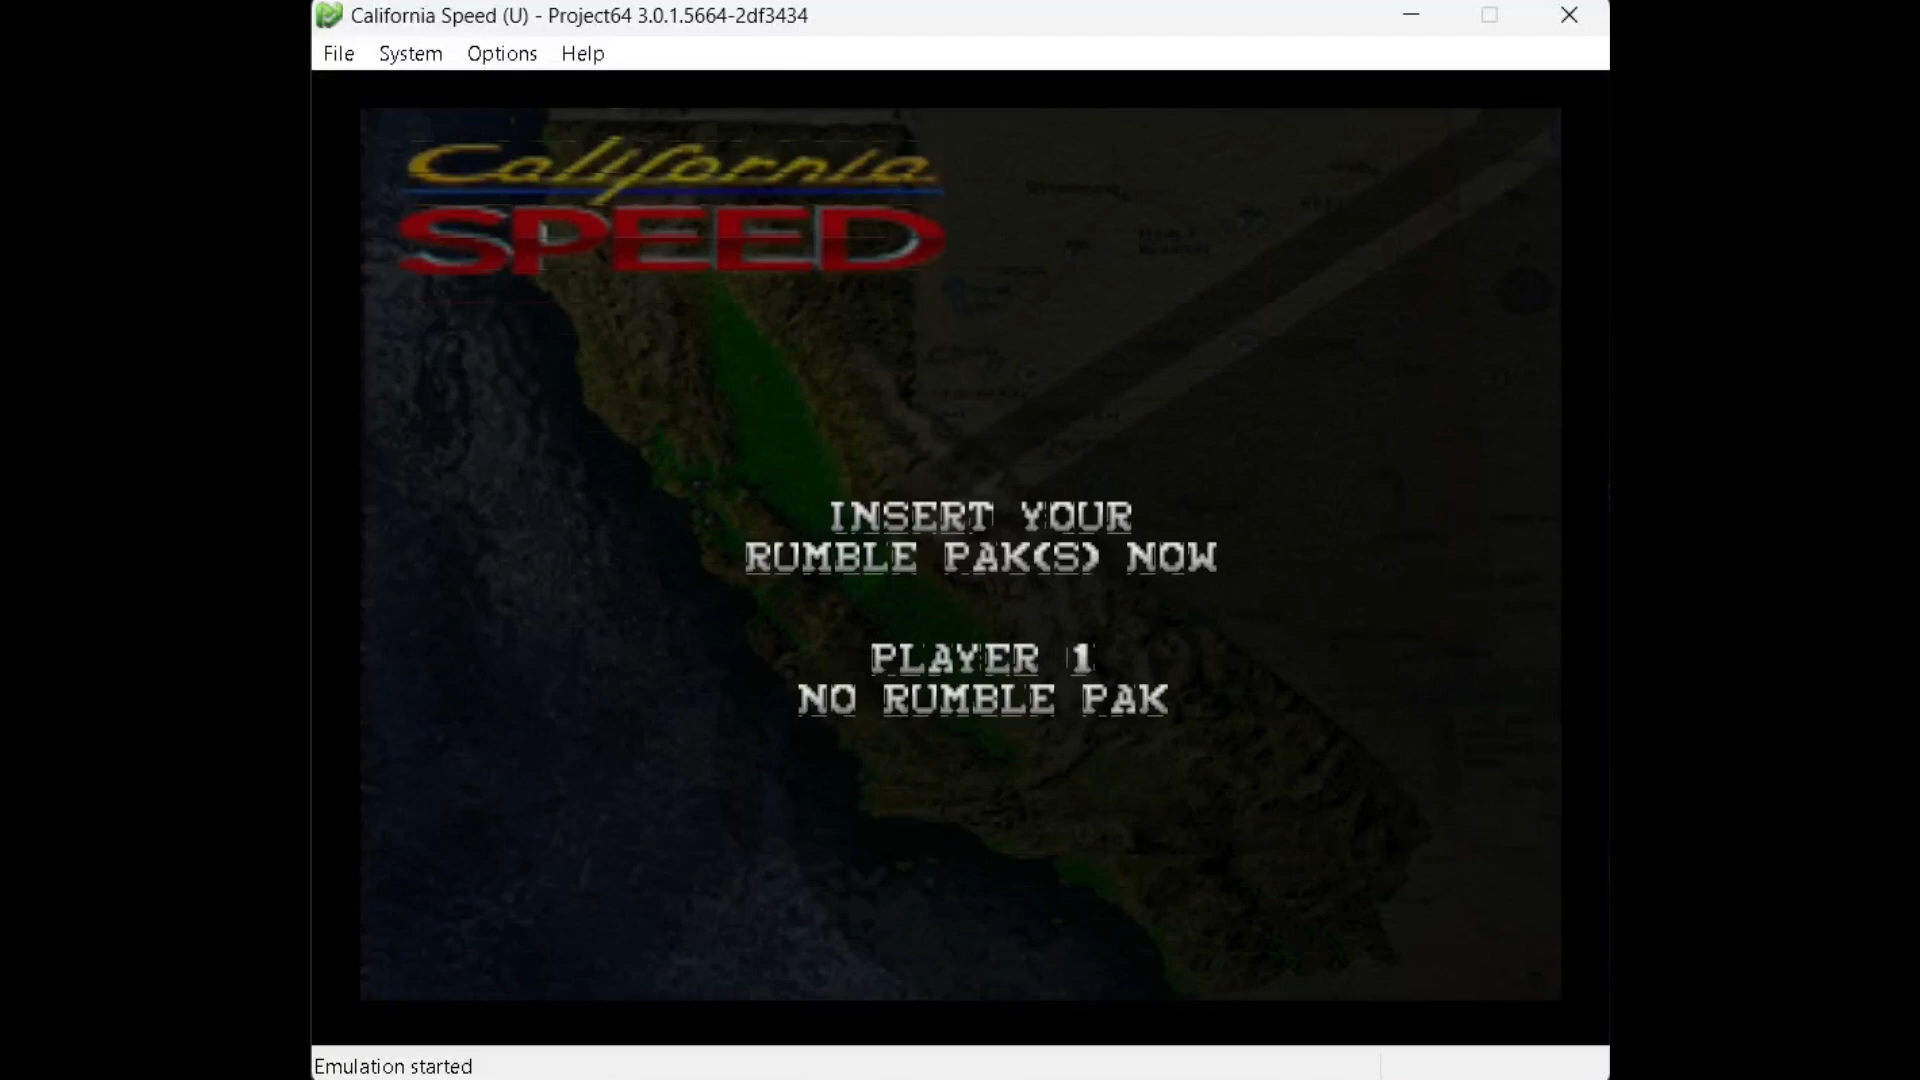 California Speed (U) - Project64 3.0.1.5664-2df3434
File System Options Help
California
SPEED
INSERT YOUR
RUMBLE PAK(S) NOW
PLAYER 1
NO RUMBLE PAK
Emulation started